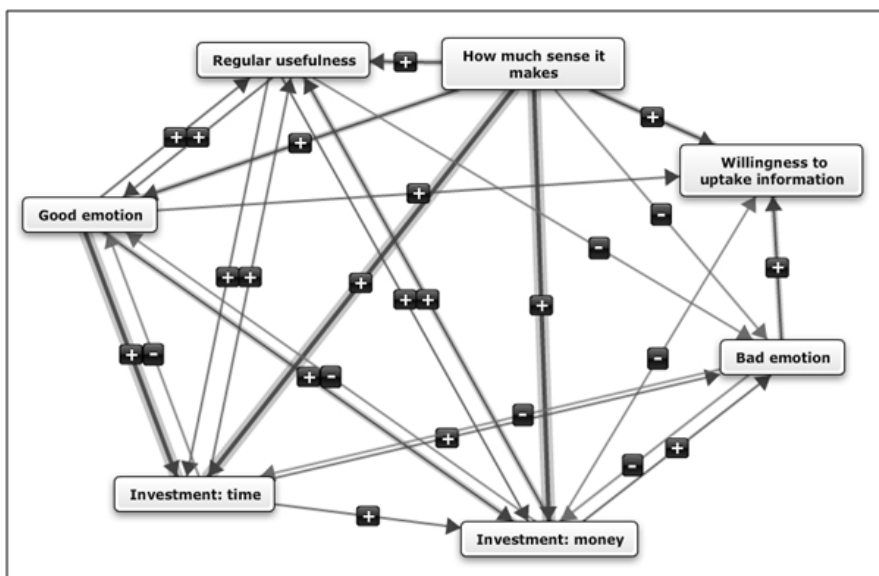 Regular usefulness
+
How much sense it
makes
+ +
+
+
Willingness to
uptake information
+
Good emotion
-
-
+
+ +
+
+ +
+
+ -
-
Bad emotion
+ -
-
+
+
-
Investment: time
+
Investment: money